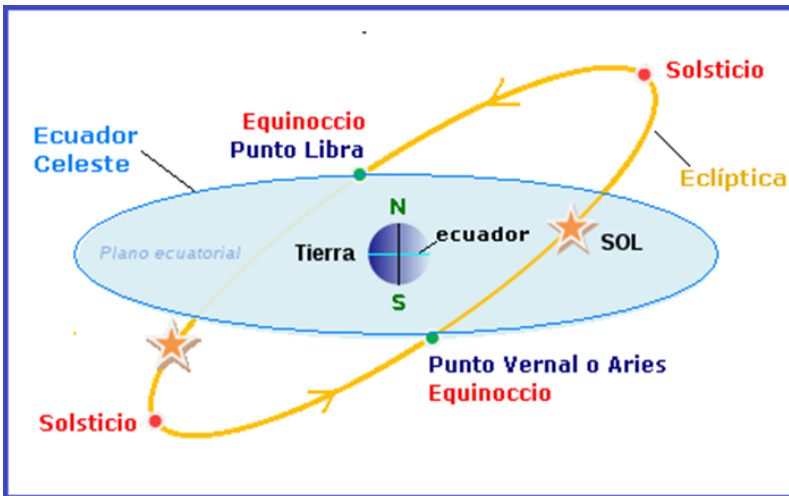 Solsticio
Equinoccio
Punto Libra
Ecuador
Celeste
Eclíptica
N
ecuador
SOL
Plano ecuatorial
Tierra
S
Punto Vernal o Aries
Equinoccio
Solsticio